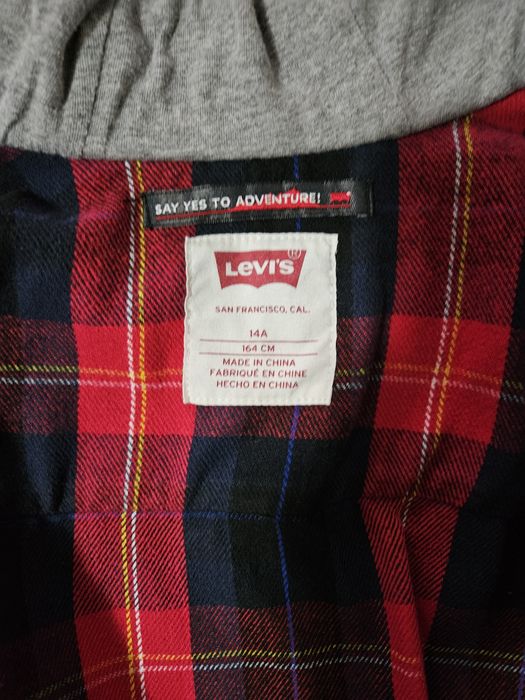 SAY YES TO ADVENTURE!
LEVI'S ®
SAN FRANCISCO, CAL.
14A
164 CM
MADE IN CHINA
FABRIQUÉ EN CHINE
HECHO EN CHINA